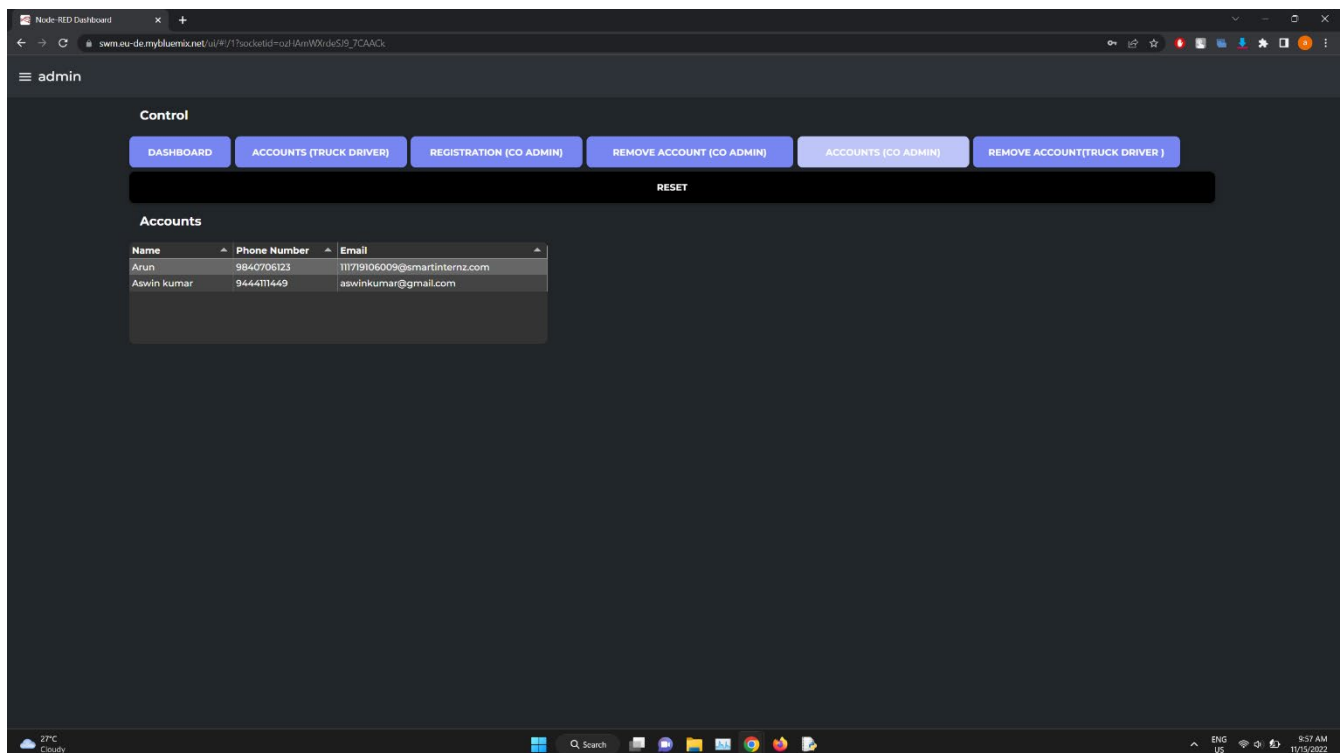 Node-RED Dashboard
swm.eu-de.mybluemix.net/ui/#!/1?socketid=ozHAmWXrdeSJ9_7CAACk
admin
Control
DASHBOARD ACCOUNTS (TRUCK DRIVER) REGISTRATION (CO ADMIN) REMOVE ACCOUNT (CO ADMIN) ACCOUNTS (CO ADMIN) REMOVE ACCOUNT(TRUCK DRIVER )
RESET
Accounts
Name Phone Number Email
Arun 9840706123 111719106009@smartinternz.com
Aswin kumar 9444111449 aswinkumar@gmail.com
27°C
Cloudy
Search
ENG
US
9:57 AM
11/15/2022